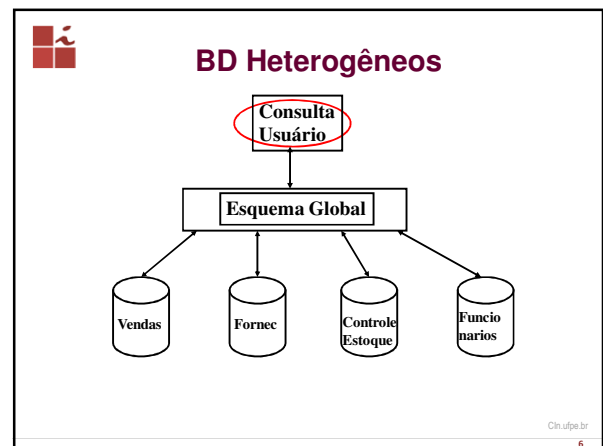 BD Heterogêneos
Consulta
Usuário
Esquema Global
Vendas
Fornec
Controle
Estoque
Funcio
narios
CIn.ufpe.br
6